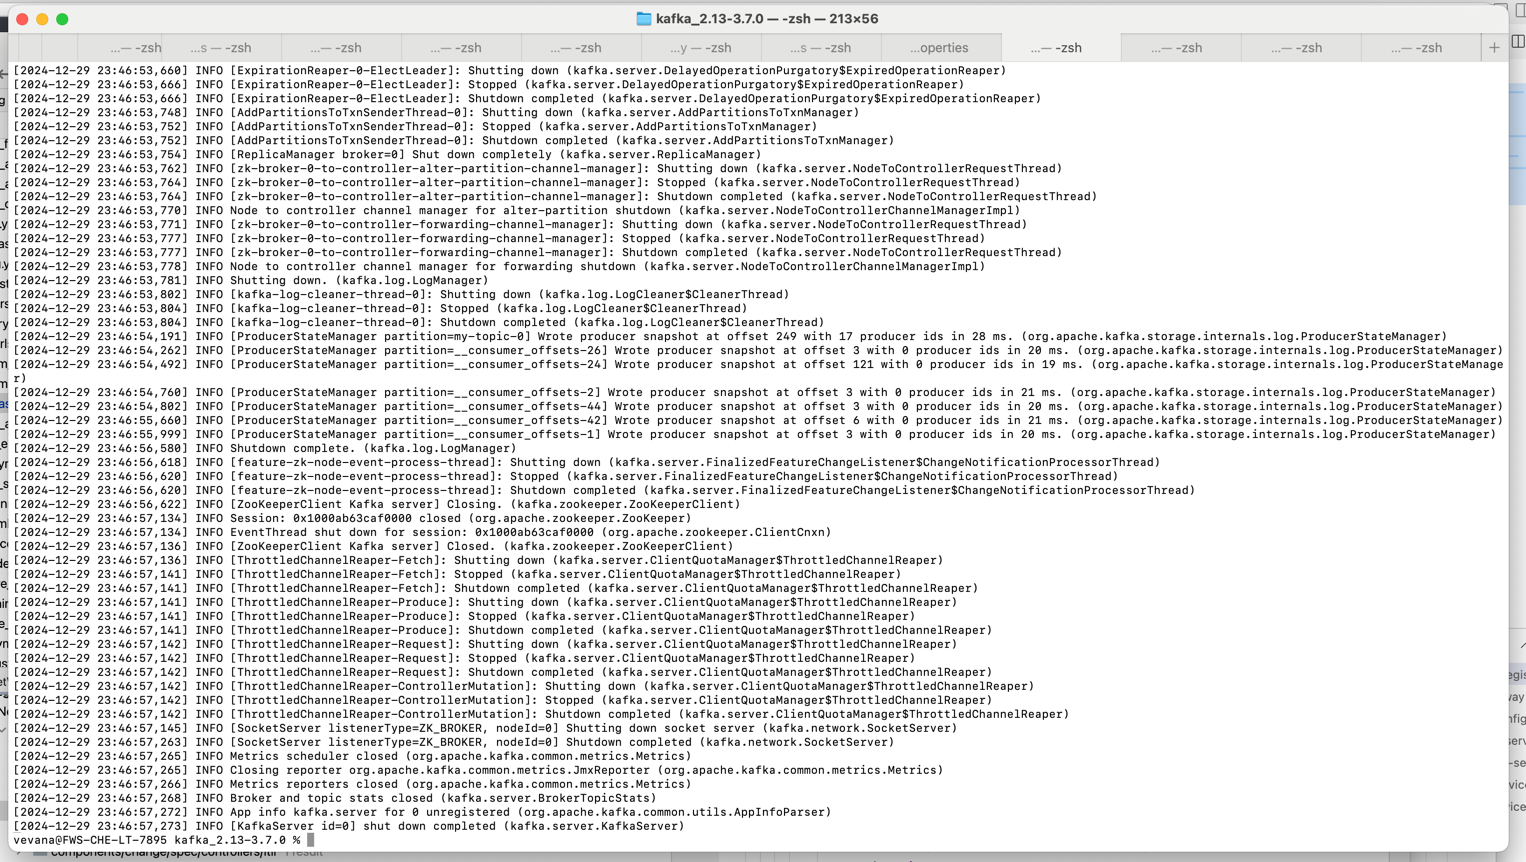 kafka_2.13-3.7.0 — -zsh — 213×56
...— -zsh ...s — -zsh ...— -zsh ...— -zsh ...— -zsh ...y — -zsh ...s — -zsh ...operties ...— -zsh ...— -zsh ...— -zsh ...— -zsh +
[2024-12-29 23:46:53,660] INFO [ExpirationReaper-0-ElectLeader]: Shutting down (kafka.server.DelayedOperationPurgatory$ExpiredOperationReaper)
[2024-12-29 23:46:53,666] INFO [ExpirationReaper-0-ElectLeader]: Stopped (kafka.server.DelayedOperationPurgatory$ExpiredOperationReaper)
[2024-12-29 23:46:53,666] INFO [ExpirationReaper-0-ElectLeader]: Shutdown completed (kafka.server.DelayedOperationPurgatory$ExpiredOperationReaper)
[2024-12-29 23:46:53,748] INFO [AddPartitionsToTxnSenderThread-0]: Shutting down (kafka.server.AddPartitionsToTxnManager)
[2024-12-29 23:46:53,752] INFO [AddPartitionsToTxnSenderThread-0]: Stopped (kafka.server.AddPartitionsToTxnManager)
[2024-12-29 23:46:53,752] INFO [AddPartitionsToTxnSenderThread-0]: Shutdown completed (kafka.server.AddPartitionsToTxnManager)
[2024-12-29 23:46:53,754] INFO [ReplicaManager broker=0] Shut down completely (kafka.server.ReplicaManager)
[2024-12-29 23:46:53,762] INFO [zk-broker-0-to-controller-alter-partition-channel-manager]: Shutting down (kafka.server.NodeToControllerRequestThread)
[2024-12-29 23:46:53,764] INFO [zk-broker-0-to-controller-alter-partition-channel-manager]: Stopped (kafka.server.NodeToControllerRequestThread)
[2024-12-29 23:46:53,764] INFO [zk-broker-0-to-controller-alter-partition-channel-manager]: Shutdown completed (kafka.server.NodeToControllerRequestThread)
[2024-12-29 23:46:53,770] INFO Node to controller channel manager for alter-partition shutdown (kafka.server.NodeToControllerChannelManagerImpl)
[2024-12-29 23:46:53,771] INFO [zk-broker-0-to-controller-forwarding-channel-manager]: Shutting down (kafka.server.NodeToControllerRequestThread)
[2024-12-29 23:46:53,777] INFO [zk-broker-0-to-controller-forwarding-channel-manager]: Stopped (kafka.server.NodeToControllerRequestThread)
[2024-12-29 23:46:53,777] INFO [zk-broker-0-to-controller-forwarding-channel-manager]: Shutdown completed (kafka.server.NodeToControllerRequestThread)
[2024-12-29 23:46:53,778] INFO Node to controller channel manager for forwarding shutdown (kafka.server.NodeToControllerChannelManagerImpl)
[2024-12-29 23:46:53,781] INFO Shutting down. (kafka.log.LogManager)
[2024-12-29 23:46:53,802] INFO [kafka-log-cleaner-thread-0]: Shutting down (kafka.log.LogCleaner$CleanerThread)
[2024-12-29 23:46:53,804] INFO [kafka-log-cleaner-thread-0]: Stopped (kafka.log.LogCleaner$CleanerThread)
[2024-12-29 23:46:53,804] INFO [kafka-log-cleaner-thread-0]: Shutdown completed (kafka.log.LogCleaner$CleanerThread)
[2024-12-29 23:46:54,191] INFO [ProducerStateManager partition=my-topic-0] Wrote producer snapshot at offset 249 with 17 producer ids in 28 ms. (org.apache.kafka.storage.internals.log.ProducerStateManager)
[2024-12-29 23:46:54,262] INFO [ProducerStateManager partition=__consumer_offsets-26] Wrote producer snapshot at offset 3 with 0 producer ids in 20 ms. (org.apache.kafka.storage.internals.log.ProducerStateManager)
[2024-12-29 23:46:54,492] INFO [ProducerStateManager partition=__consumer_offsets-24] Wrote producer snapshot at offset 121 with 0 producer ids in 19 ms. (org.apache.kafka.storage.internals.log.ProducerStateManage
r)
[2024-12-29 23:46:54,760] INFO [ProducerStateManager partition=__consumer_offsets-2] Wrote producer snapshot at offset 3 with 0 producer ids in 21 ms. (org.apache.kafka.storage.internals.log.ProducerStateManager)
[2024-12-29 23:46:54,802] INFO [ProducerStateManager partition=__consumer_offsets-44] Wrote producer snapshot at offset 3 with 0 producer ids in 20 ms. (org.apache.kafka.storage.internals.log.ProducerStateManager)
[2024-12-29 23:46:55,660] INFO [ProducerStateManager partition=__consumer_offsets-42] Wrote producer snapshot at offset 6 with 0 producer ids in 21 ms. (org.apache.kafka.storage.internals.log.ProducerStateManager)
[2024-12-29 23:46:55,999] INFO [ProducerStateManager partition=__consumer_offsets-1] Wrote producer snapshot at offset 3 with 0 producer ids in 20 ms. (org.apache.kafka.storage.internals.log.ProducerStateManager)
[2024-12-29 23:46:56,580] INFO Shutdown complete. (kafka.log.LogManager)
[2024-12-29 23:46:56,618] INFO [feature-zk-node-event-process-thread]: Shutting down (kafka.server.FinalizedFeatureChangeListener$ChangeNotificationProcessorThread)
[2024-12-29 23:46:56,620] INFO [feature-zk-node-event-process-thread]: Stopped (kafka.server.FinalizedFeatureChangeListener$ChangeNotificationProcessorThread)
[2024-12-29 23:46:56,620] INFO [feature-zk-node-event-process-thread]: Shutdown completed (kafka.server.FinalizedFeatureChangeListener$ChangeNotificationProcessorThread)
[2024-12-29 23:46:56,622] INFO [ZooKeeperClient Kafka server] Closing. (kafka.zookeeper.ZooKeeperClient)
[2024-12-29 23:46:57,134] INFO Session: 0x1000ab63caf0000 closed (org.apache.zookeeper.ZooKeeper)
[2024-12-29 23:46:57,134] INFO EventThread shut down for session: 0x1000ab63caf0000 (org.apache.zookeeper.ClientCnxn)
[2024-12-29 23:46:57,136] INFO [ZooKeeperClient Kafka server] Closed. (kafka.zookeeper.ZooKeeperClient)
[2024-12-29 23:46:57,136] INFO [ThrottledChannelReaper-Fetch]: Shutting down (kafka.server.ClientQuotaManager$ThrottledChannelReaper)
[2024-12-29 23:46:57,141] INFO [ThrottledChannelReaper-Fetch]: Stopped (kafka.server.ClientQuotaManager$ThrottledChannelReaper)
[2024-12-29 23:46:57,141] INFO [ThrottledChannelReaper-Fetch]: Shutdown completed (kafka.server.ClientQuotaManager$ThrottledChannelReaper)
[2024-12-29 23:46:57,141] INFO [ThrottledChannelReaper-Produce]: Shutting down (kafka.server.ClientQuotaManager$ThrottledChannelReaper)
[2024-12-29 23:46:57,141] INFO [ThrottledChannelReaper-Produce]: Stopped (kafka.server.ClientQuotaManager$ThrottledChannelReaper)
[2024-12-29 23:46:57,141] INFO [ThrottledChannelReaper-Produce]: Shutdown completed (kafka.server.ClientQuotaManager$ThrottledChannelReaper)
[2024-12-29 23:46:57,142] INFO [ThrottledChannelReaper-Request]: Shutting down (kafka.server.ClientQuotaManager$ThrottledChannelReaper)
[2024-12-29 23:46:57,142] INFO [ThrottledChannelReaper-Request]: Stopped (kafka.server.ClientQuotaManager$ThrottledChannelReaper)
[2024-12-29 23:46:57,142] INFO [ThrottledChannelReaper-Request]: Shutdown completed (kafka.server.ClientQuotaManager$ThrottledChannelReaper)
[2024-12-29 23:46:57,142] INFO [ThrottledChannelReaper-ControllerMutation]: Shutting down (kafka.server.ClientQuotaManager$ThrottledChannelReaper)
[2024-12-29 23:46:57,142] INFO [ThrottledChannelReaper-ControllerMutation]: Stopped (kafka.server.ClientQuotaManager$ThrottledChannelReaper)
[2024-12-29 23:46:57,142] INFO [ThrottledChannelReaper-ControllerMutation]: Shutdown completed (kafka.server.ClientQuotaManager$ThrottledChannelReaper)
[2024-12-29 23:46:57,145] INFO [SocketServer listenerType=ZK_BROKER, nodeId=0] Shutting down socket server (kafka.network.SocketServer)
[2024-12-29 23:46:57,263] INFO [SocketServer listenerType=ZK_BROKER, nodeId=0] Shutdown completed (kafka.network.SocketServer)
[2024-12-29 23:46:57,265] INFO Metrics scheduler closed (org.apache.kafka.common.metrics.Metrics)
[2024-12-29 23:46:57,265] INFO Closing reporter org.apache.kafka.common.metrics.JmxReporter (org.apache.kafka.common.metrics.Metrics)
[2024-12-29 23:46:57,266] INFO Metrics reporters closed (org.apache.kafka.common.metrics.Metrics)
[2024-12-29 23:46:57,268] INFO Broker and topic stats closed (kafka.server.BrokerTopicStats)
[2024-12-29 23:46:57,272] INFO App info kafka.server for 0 unregistered (org.apache.kafka.common.utils.AppInfoParser)
[2024-12-29 23:46:57,273] INFO [KafkaServer id=0] shut down completed (kafka.server.KafkaServer)
vevana@FWS-CHE-LT-7895 kafka_2.13-3.7.0 %